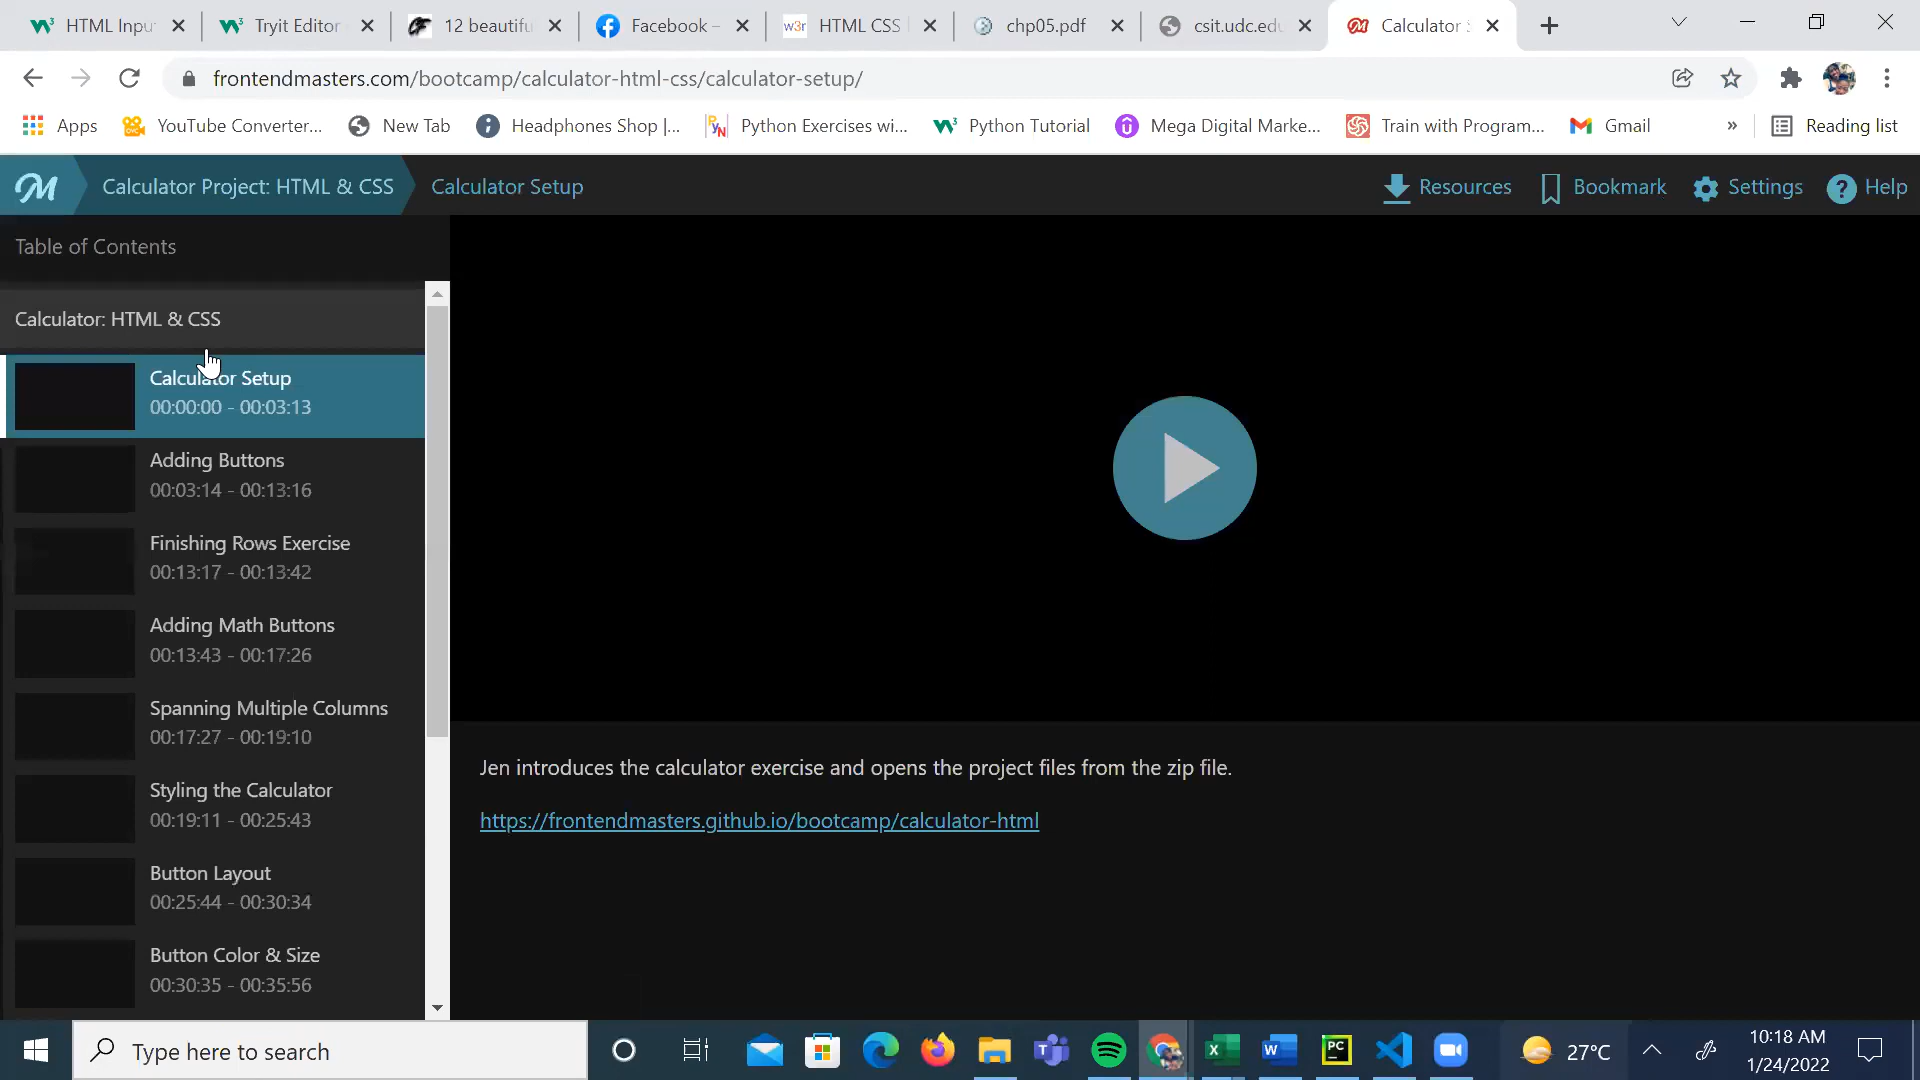 HTML Inpu
Tryit Editor
12 beautifu
Facebook –
HTML CSS
chp05.pdf
csit.udc.edu
Calculator S
frontendmasters.com/bootcamp/calculator-html-css/calculator-setup/
Apps
YouTube Converter...
New Tab
Headphones Shop |...
Python Exercises wi...
Python Tutorial
Mega Digital Marke...
Train with Program...
Gmail
»
Reading list
Calculator Project: HTML & CSS
Calculator Setup
Resources
Bookmark
Settings
Help
Table of Contents
Calculator: HTML & CSS
Calculator Setup
00:00:00 - 00:03:13
Adding Buttons
00:03:14 - 00:13:16
Finishing Rows Exercise
00:13:17 - 00:13:42
Adding Math Buttons
00:13:43 - 00:17:26
Spanning Multiple Columns
00:17:27 - 00:19:10
Styling the Calculator
00:19:11 - 00:25:43
Button Layout
00:25:44 - 00:30:34
Button Color & Size
00:30:35 - 00:35:56
Jen introduces the calculator exercise and opens the project files from the zip file.
https://frontendmasters.github.io/bootcamp/calculator-html
Type here to search
27°C
10:18 AM
1/24/2022